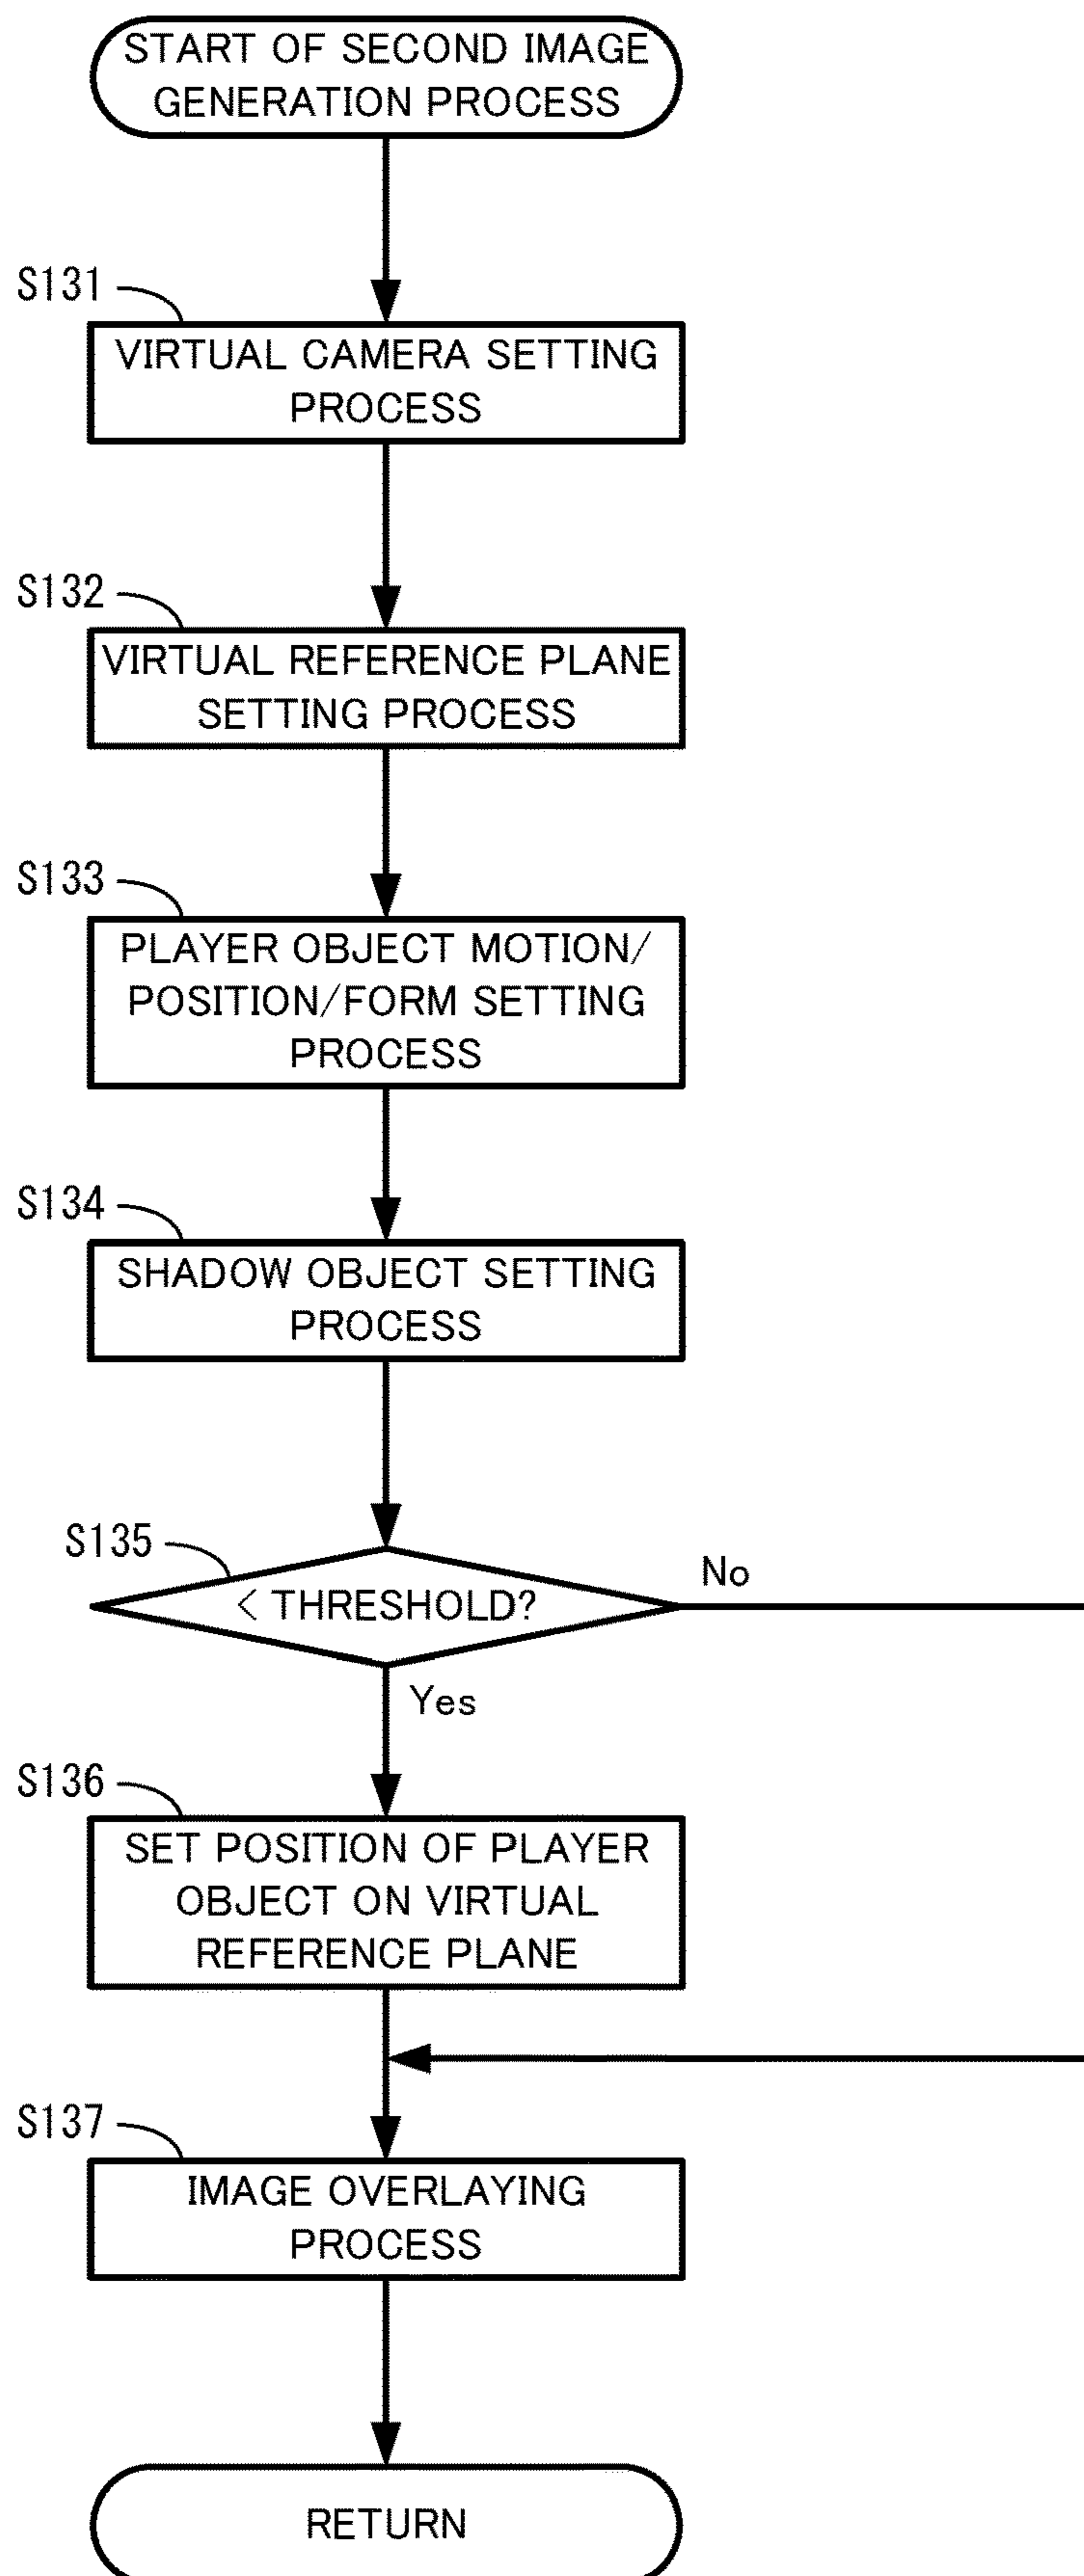 START OF SECOND IMAGE
GENERATION PROCESS
S131
VIRTUAL CAMERA SETTING
PROCESS
S132
VIRTUAL REFERENCE PLANE
SETTING PROCESS
S133
PLAYER OBJECT MOTION/
POSITION/FORM SETTING
PROCESS
S134
SHADOW OBJECT SETTING
PROCESS
S135
< THRESHOLD?
No
Yes
S136
SET POSITION OF PLAYER
OBJECT ON VIRTUAL
REFERENCE PLANE
S137
IMAGE OVERLAYING
PROCESS
RETURN